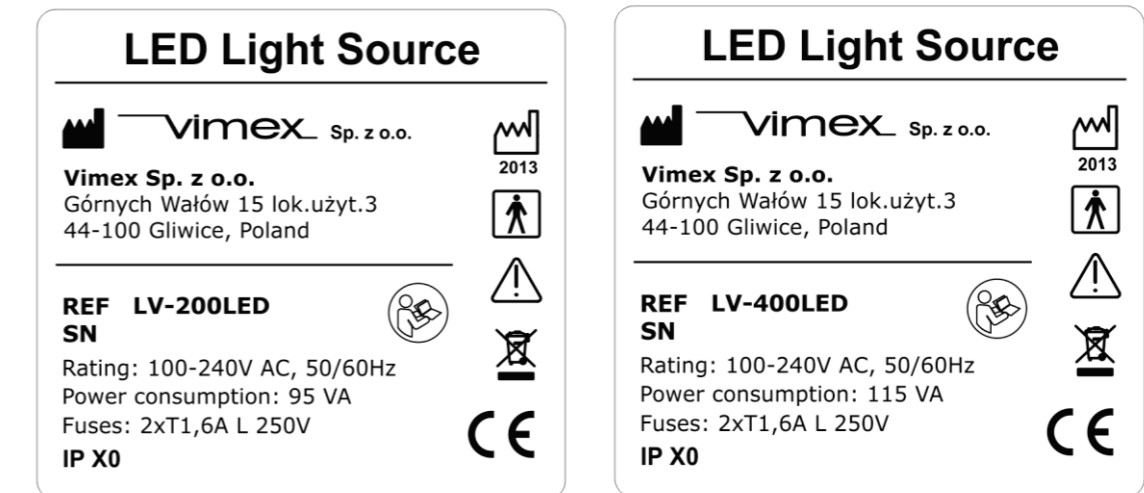 LED Light Source
vimex Sp. z o.o.
2013
Vimex Sp. z o.o.
Górnych Wałów 15 lok.użyt.3
44-100 Gliwice, Poland
REF LV-200LED
SN
Rating: 100-240V AC, 50/60Hz
Power consumption: 95 VA
Fuses: 2xT1,6A L 250V
IP X0
CE
LED Light Source
vimex Sp. z o.o.
2013
Vimex Sp. z o.o.
Górnych Wałów 15 lok.użyt.3
44-100 Gliwice, Poland
REF LV-400LED
SN
Rating: 100-240V AC, 50/60Hz
Power consumption: 115 VA
Fuses: 2xT1,6A L 250V
IP X0
CE